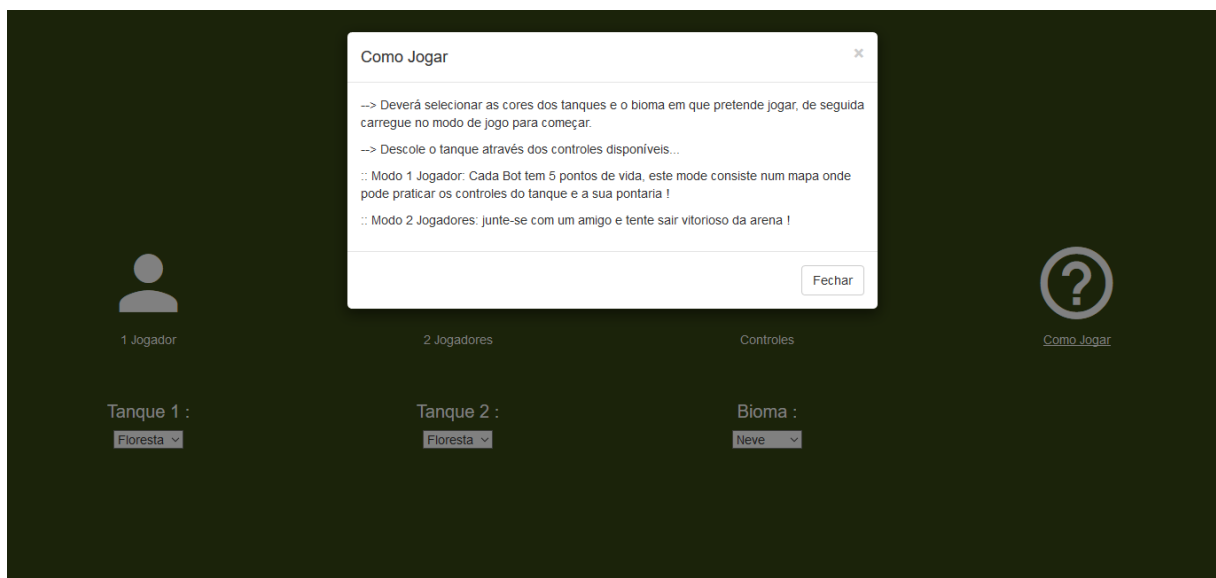 Como Jogar ×
--> Deverá selecionar as cores dos tanques e o bioma em que pretende jogar, de seguida
carregue no modo de jogo para começar.
--> Descole o tanque através dos controles disponíveis...
:: Modo 1 Jogador: Cada Bot tem 5 pontos de vida, este mode consiste num mapa onde
pode praticar os controles do tanque e a sua pontaria !
:: Modo 2 Jogadores: junte-se com um amigo e tente sair vitorioso da arena !
Fechar
?
1 Jogador 2 Jogadores Controles Como Jogar
Tanque 1 : Tanque 2 : Bioma :
Floresta Floresta Neve